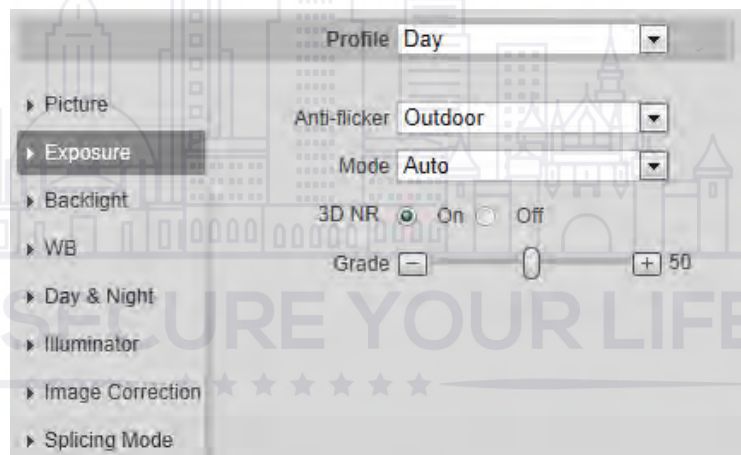 Profile Day
Picture
Anti-flicker Outdoor
Exposure
Mode Auto
Backlight
3D NR On Off
WB
Grade - + 50
Day & Night
SECURE YOUR LIFE
Illuminator
Image Correction
Splicing Mode